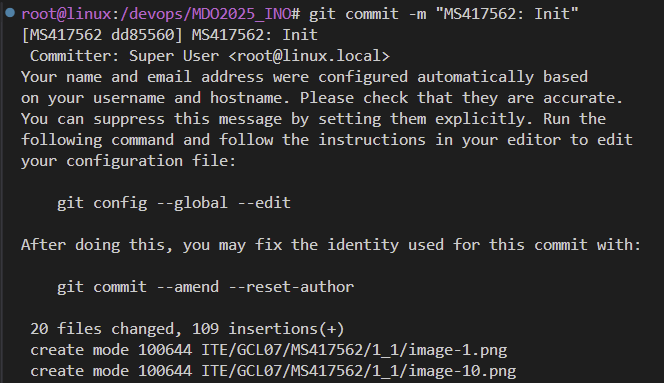 root@linux:/devops/MDO2025_INO# git commit -m "MS417562: Init"
[MS417562 dd85560] MS417562: Init
 Committer: Super User <root@linux.local>
Your name and email address were configured automatically based
on your username and hostname. Please check that they are accurate.
You can suppress this message by setting them explicitly. Run the
following command and follow the instructions in your editor to edit
your configuration file:

    git config --global --edit

After doing this, you may fix the identity used for this commit with:

    git commit --amend --reset-author

 20 files changed, 109 insertions(+)
 create mode 100644 ITE/GCL07/MS417562/1_1/image-1.png
 create mode 100644 ITE/GCL07/MS417562/1_1/image-10.png